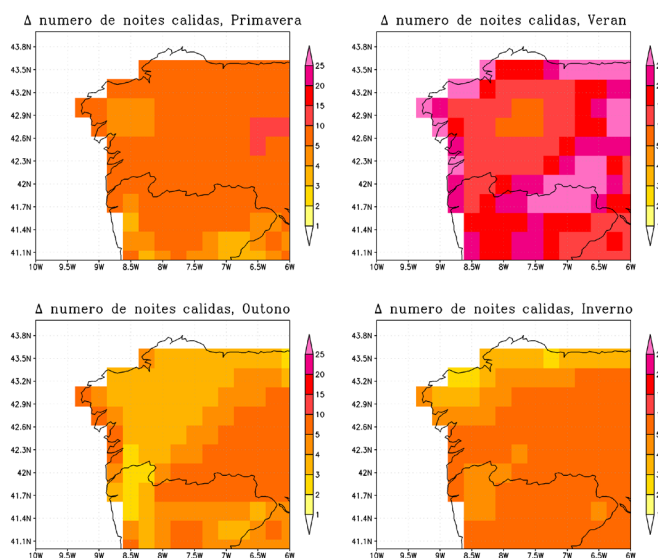 Δ numero de noites calidas, Primavera
43.8N
43.5N
43.2N
42.9N
42.6N
42.3N
42N
41.7N
41.4N
41.1N
10W 9.5W 9W 8.5W 8W 7.5W 7W 6.5W 6W
25
20
15
10
5
4
3
2
1
Δ numero de noites calidas, Veran
43.8N
43.5N
43.2N
42.9N
42.6N
42.3N
42N
41.7N
41.4N
41.1N
10W 9.5W 9W 8.5W 8W 7.5W 7W 6.5W 6W
Δ numero de noites calidas, Outono
43.8N
43.5N
43.2N
42.9N
42.6N
42.3N
42N
41.7N
41.4N
41.1N
10W 9.5W 9W 8.5W 8W 7.5W 7W 6.5W 6W
25
20
15
10
5
4
3
2
1
Δ numero de noites calidas, Inverno
43.8N
43.5N
43.2N
42.9N
42.6N
42.3N
42N
41.7N
41.4N
41.1N
10W 9.5W 9W 8.5W 8W 7.5W 7W 6.5W 6W